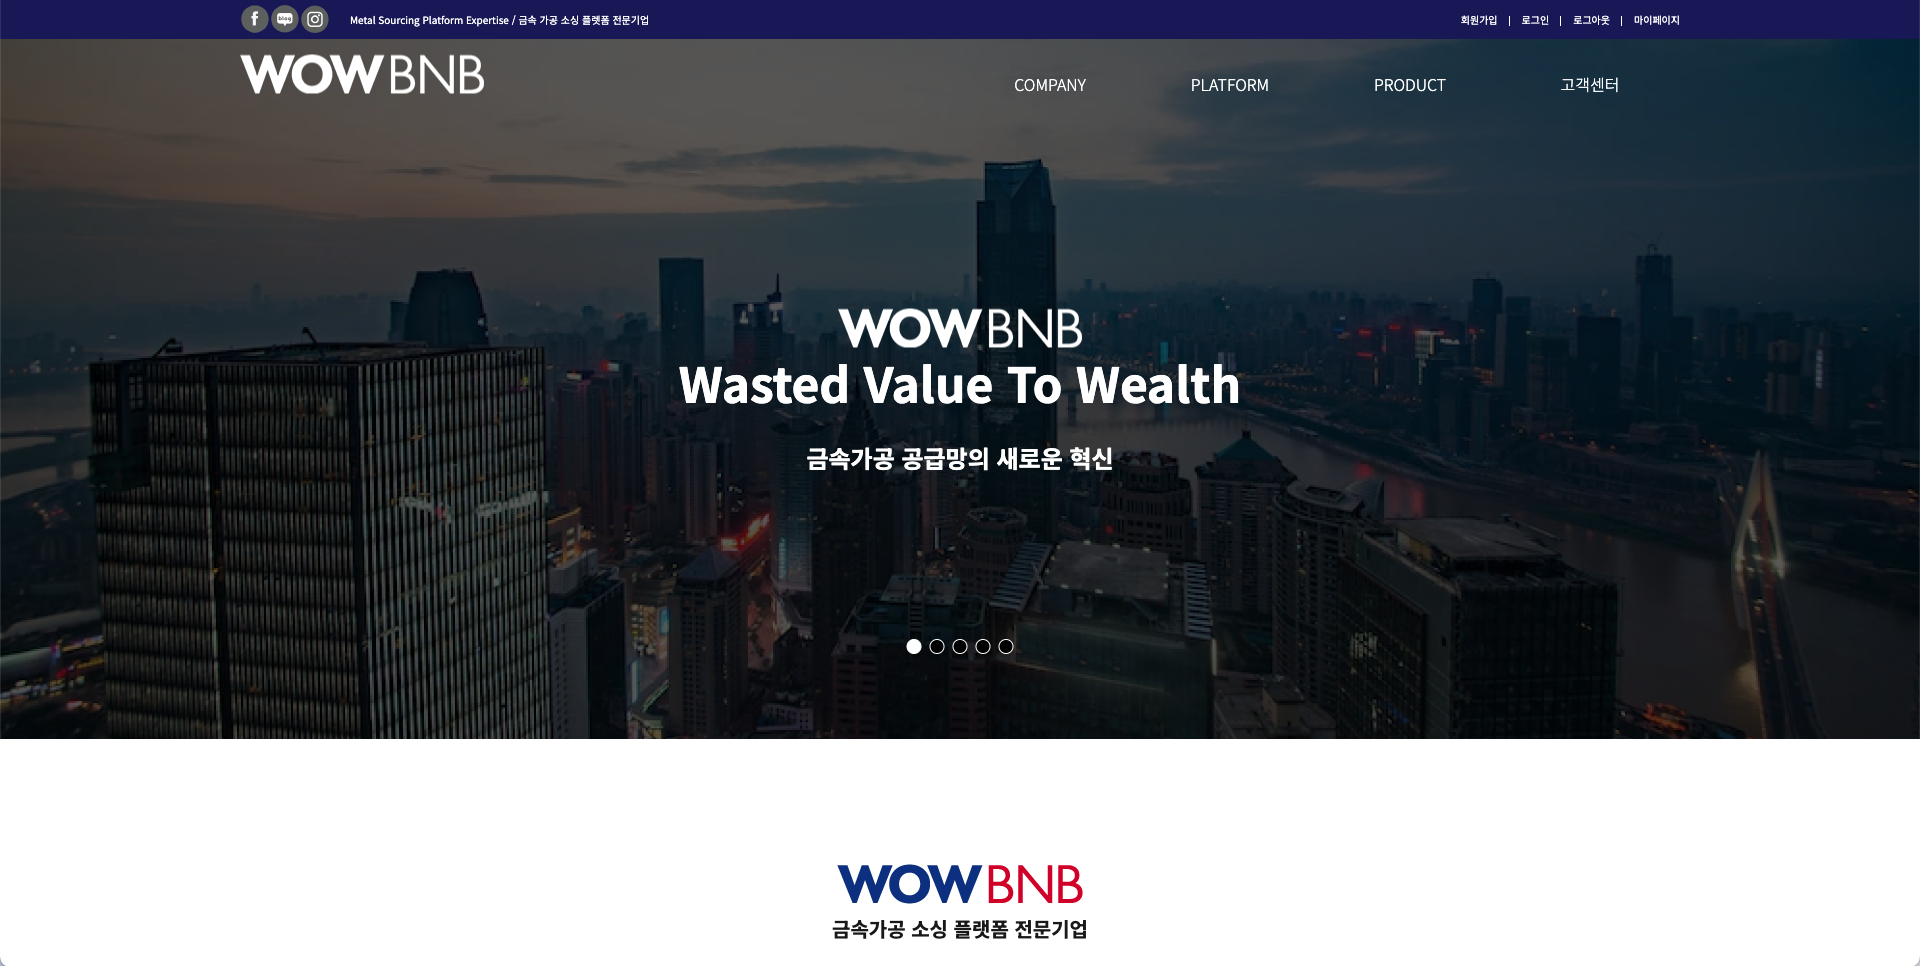 f blog Metal Sourcing Platform Expertise / 금속 가공 소싱 플랫폼 전문기업
회원가입 | 로그인 | 로그아웃 | 마이페이지
WOWBNB
COMPANY PLATFORM PRODUCT 고객센터
WOWBNB
Wasted Value To Wealth
금속가공 공급망의 새로운 혁신
WOWBNB
금속가공 소싱 플랫폼 전문기업